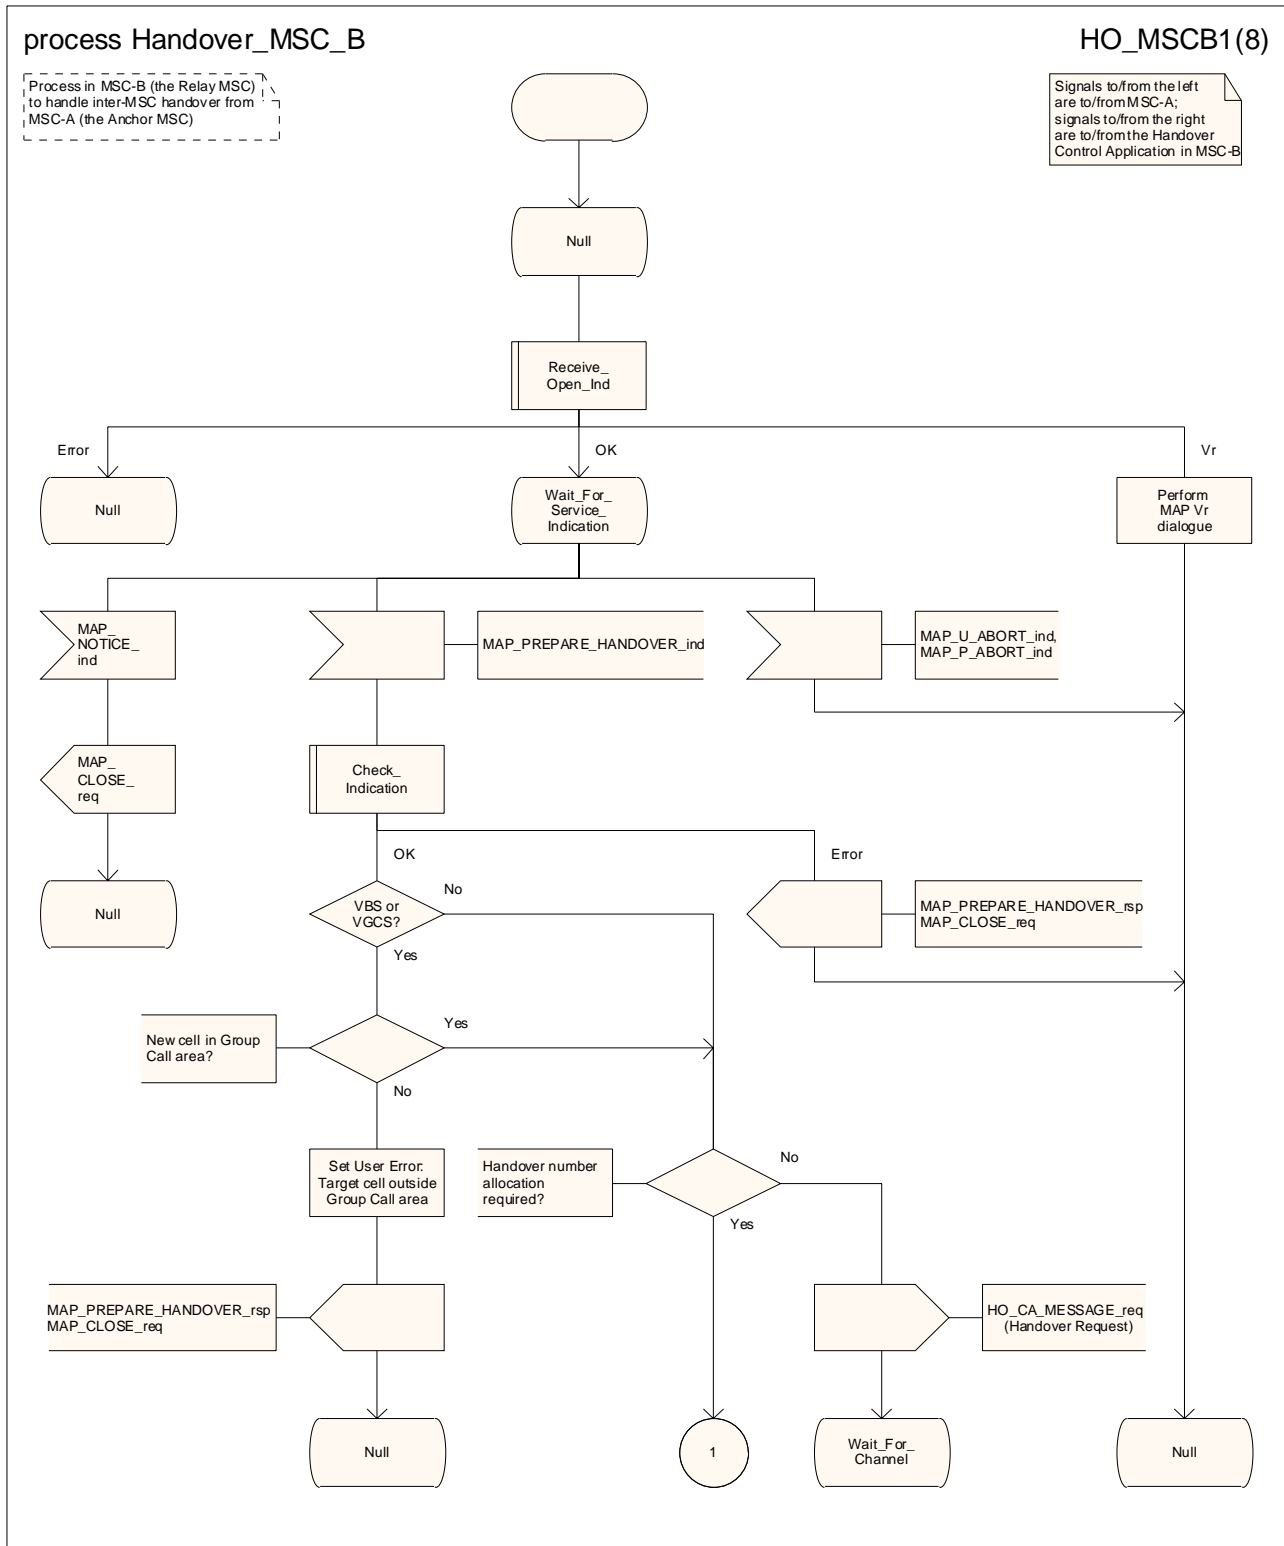 process Handover_MSC_B
HO_MSCB1(8)
Process in MSC-B (the Relay MSC)
to handle inter-MSC handover from
MSC-A (the Anchor MSC)
Signals to/from the left
are to/from MSC-A;
signals to/from the right
are to/from the Handover
Control Application in MSC-B
Null
Receive_
Open_Ind
Error
OK
Vr
Null
Wait_For_
Service_
Indication
Perform
MAP Vr
dialogue
MAP_
NOTICE_
ind
MAP_PREPARE_HANDOVER_ind
MAP_U_ABORT_ind,
MAP_P_ABORT_ind
MAP_
CLOSE_
req
Check_
Indication
OK
Error
Null
VBS or
VGCS?
No
Yes
MAP_PREPARE_HANDOVER_rsp
MAP_CLOSE_req
New cell in Group
Call area?
Yes
No
Set User Error:
Target cell outside
Group Call area
Handover number
allocation
required?
No
Yes
MAP_PREPARE_HANDOVER_rsp
MAP_CLOSE_req
HO_CA_MESSAGE_req
(Handover Request)
Null
1
Wait_For_
Channel
Null